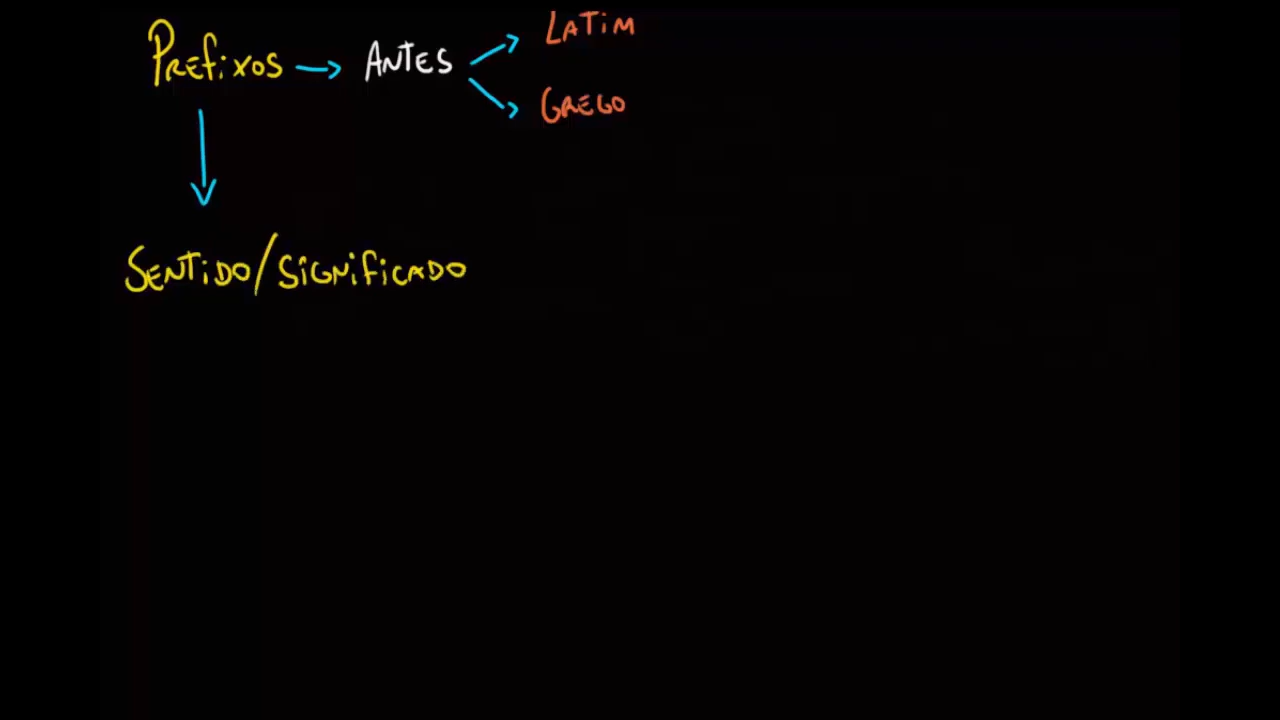 Prefixos → Antes
Latim
Grego
Sentido/Significado